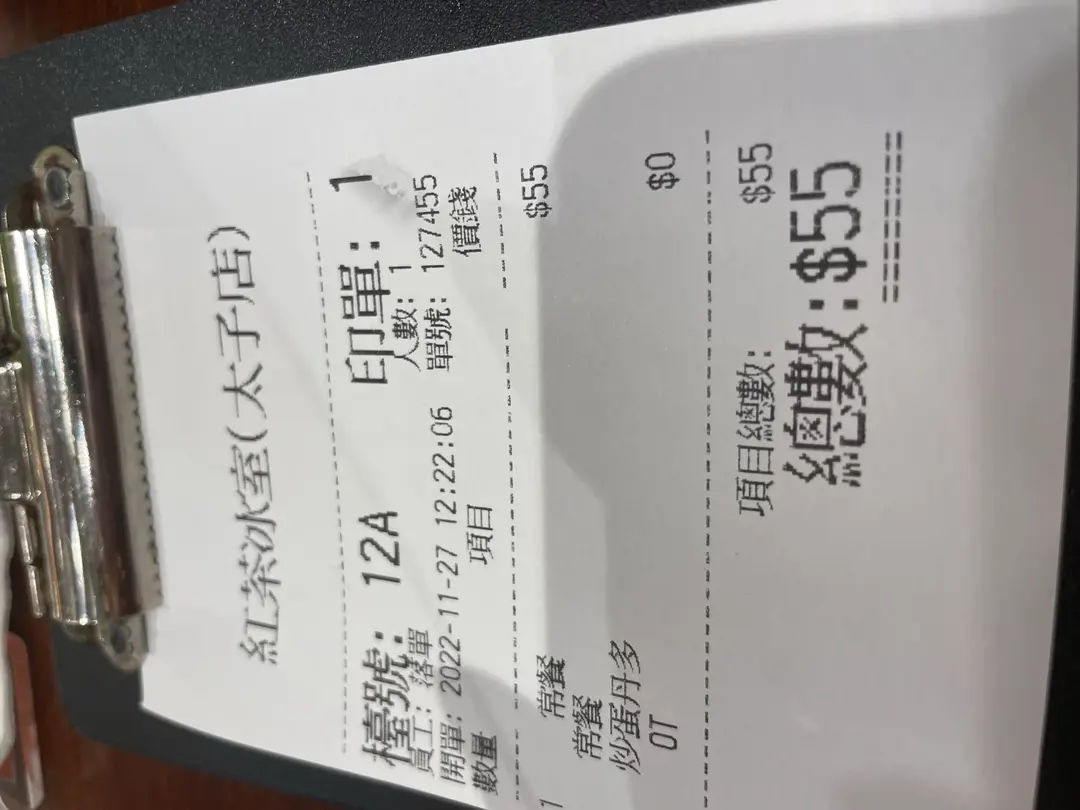 紅茶冰室(太子店)
檯號: 12A 印單: 1
員工: 落單 人數: 1
開單: 2022-11-27 12:22:06 單號: 127455
數量 項目 價錢
1 常餐 $55
常餐
炒蛋丹多
OT $0
項目總數: $55
總數:$55